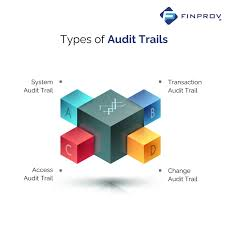 FINPROV
Types of Audit Trails
System
Audit Trail
Transaction
Audit Trail
A
B
C
D
Access
Audit Trail
Change
Audit Trail